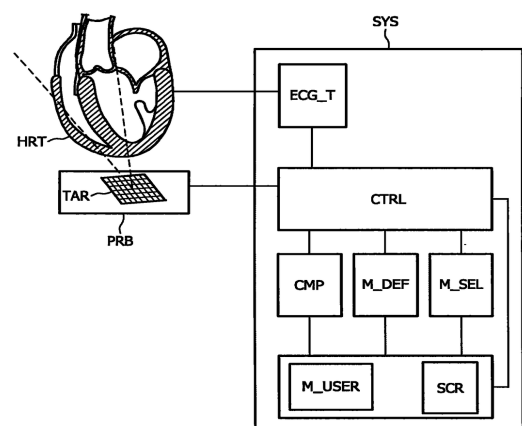 SYS
ECG_T
HRT
TAR
CTRL
PRB
CMP
M_DEF
M_SEL
M_USER
SCR